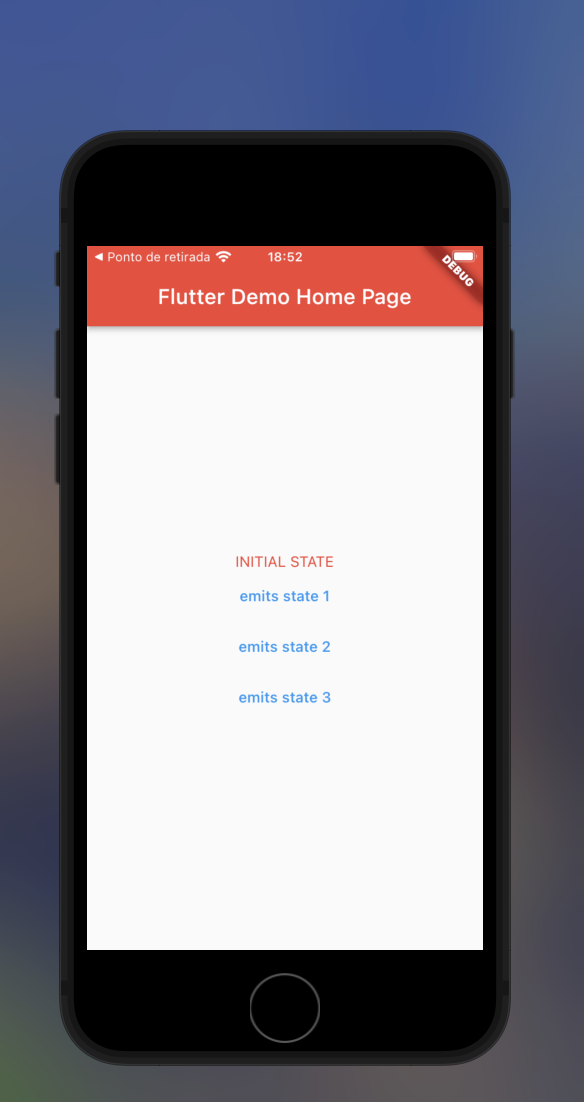 ◀ Ponto de retirada 18:52
DEBUG
Flutter Demo Home Page
INITIAL STATE
emits state 1
emits state 2
emits state 3